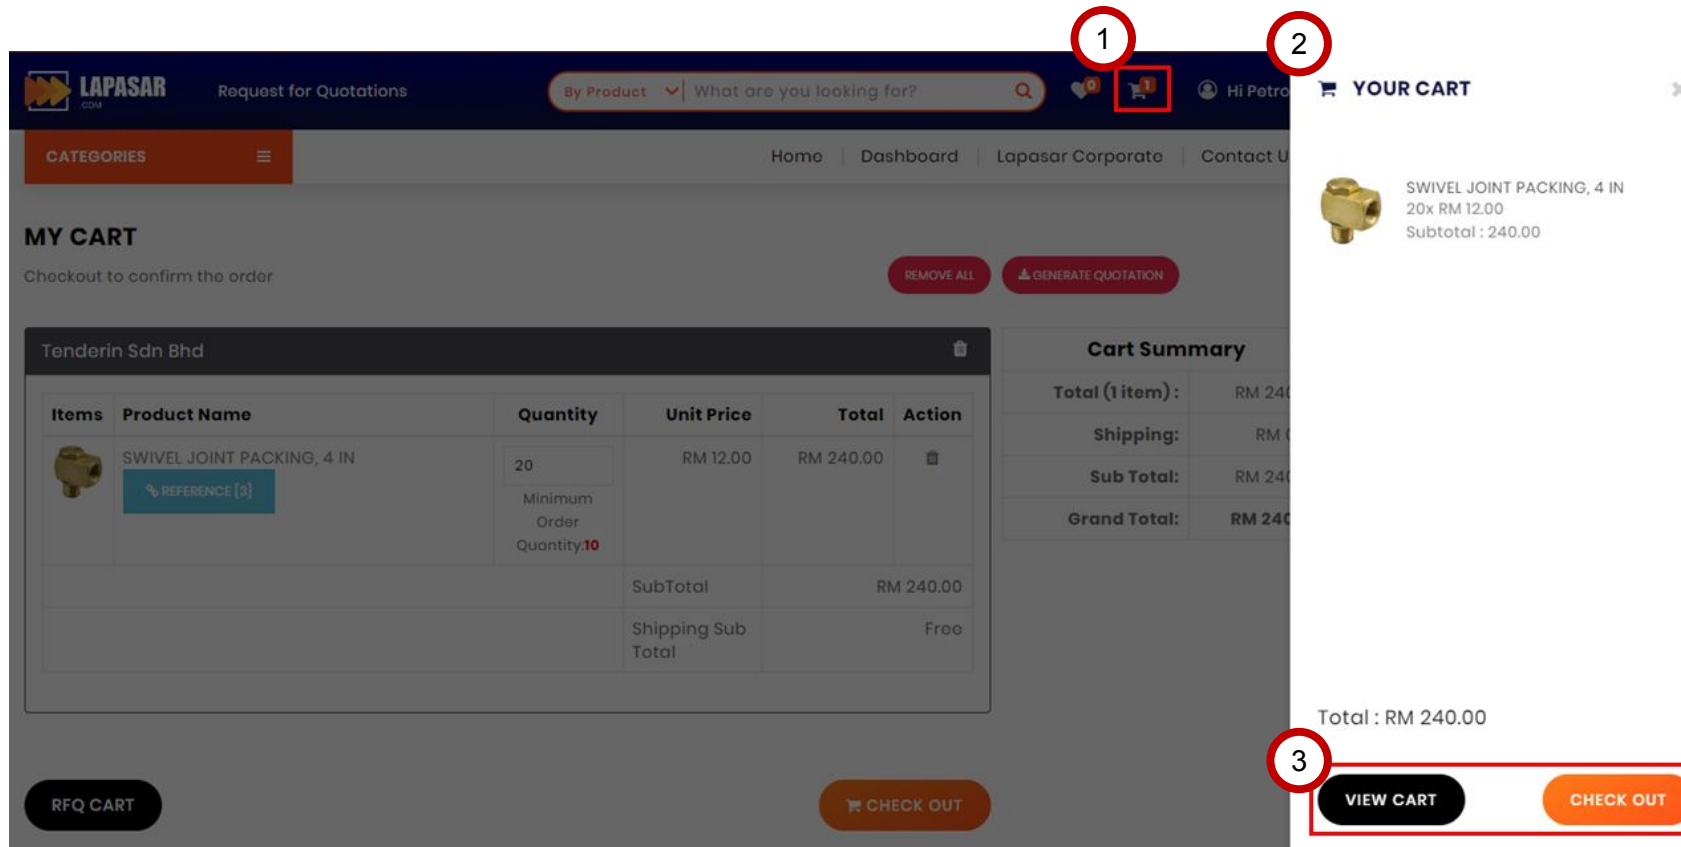 1
2
LAPASAR
COM
Request for Quotations
By Product
What are you looking for?
0
1
Hi Petro
YOUR CART
CATEGORIES
Home
Dashboard
Lapasar Corporate
Contact U
SWIVEL JOINT PACKING, 4 IN
20x RM 12.00
Subtotal : 240.00
MY CART
Checkout to confirm the order
REMOVE ALL
GENERATE QUOTATION
Tenderin Sdn Bhd
Items Product Name Quantity Unit Price Total Action
SWIVEL JOINT PACKING, 4 IN
REFERENCE [3]
20
Minimum
Order
Quantity:10
RM 12.00
RM 240.00
SubTotal RM 240.00
Shipping Sub
Total
Free
Cart Summary
Total (1 item) : RM 240
Shipping: RM 0
Sub Total: RM 240
Grand Total: RM 240
RFQ CART
CHECK OUT
Total : RM 240.00
3
VIEW CART
CHECK OUT